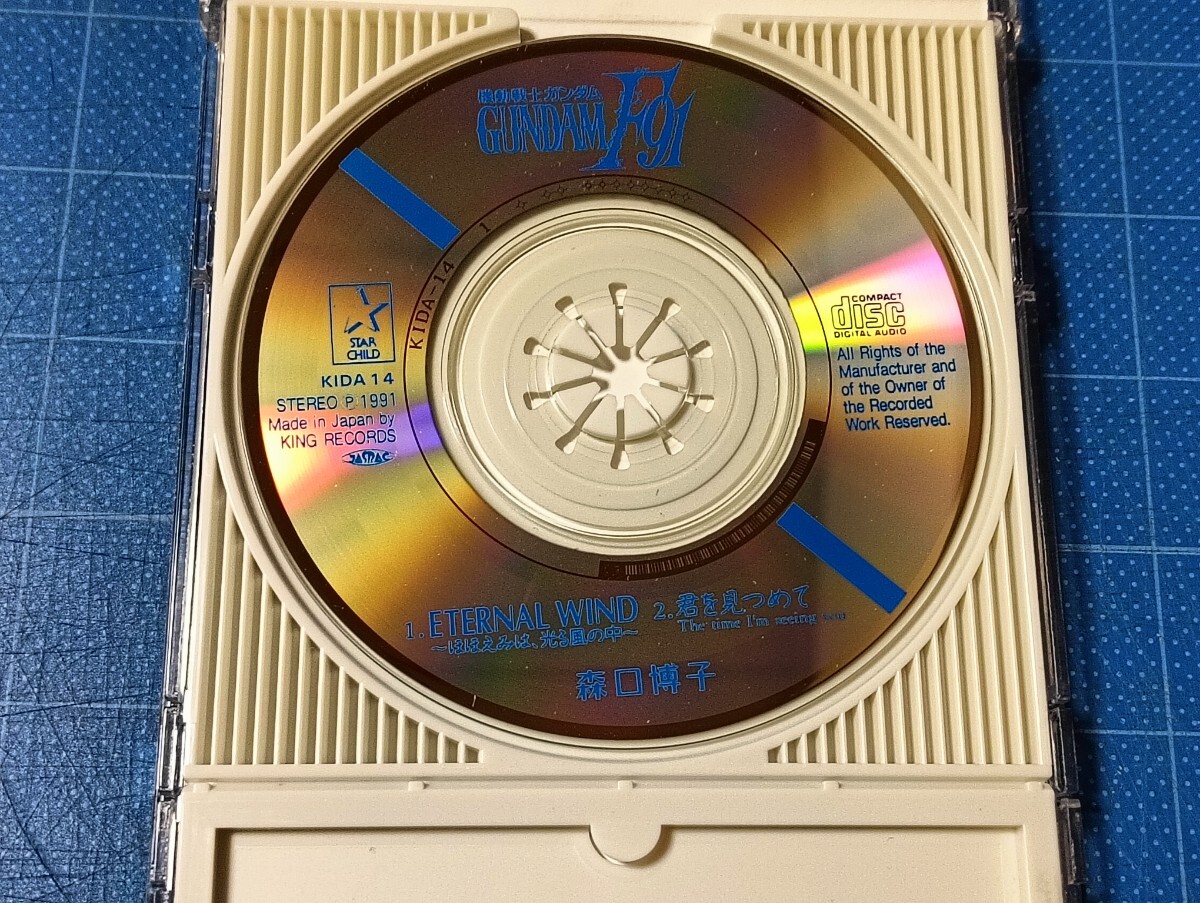 機動戦士ガンダム
GUNDAM F91
KIDA-14 1
STAR
CHILD
KIDA 14
STEREO Ⓟ 1991
Made in Japan by
KING RECORDS
JASRAC
COMPACT
disc
DIGITAL AUDIO
All Rights of the
Manufacturer and
of the Owner of
the Recorded
Work Reserved.
1. ETERNAL WIND
～ほほえみは、光る風の中～
2. 君を見つめて
The time I'm seeing you
森口博子